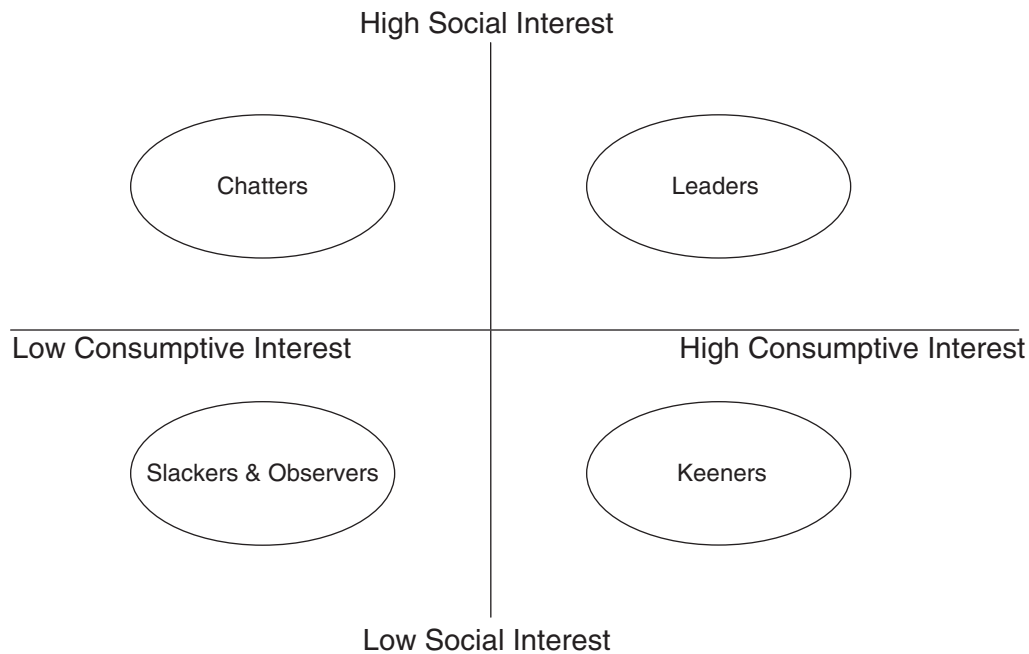 High Social Interest
Chatters
Leaders
Low Consumptive Interest
High Consumptive Interest
Slackers & Observers
Keeners
Low Social Interest